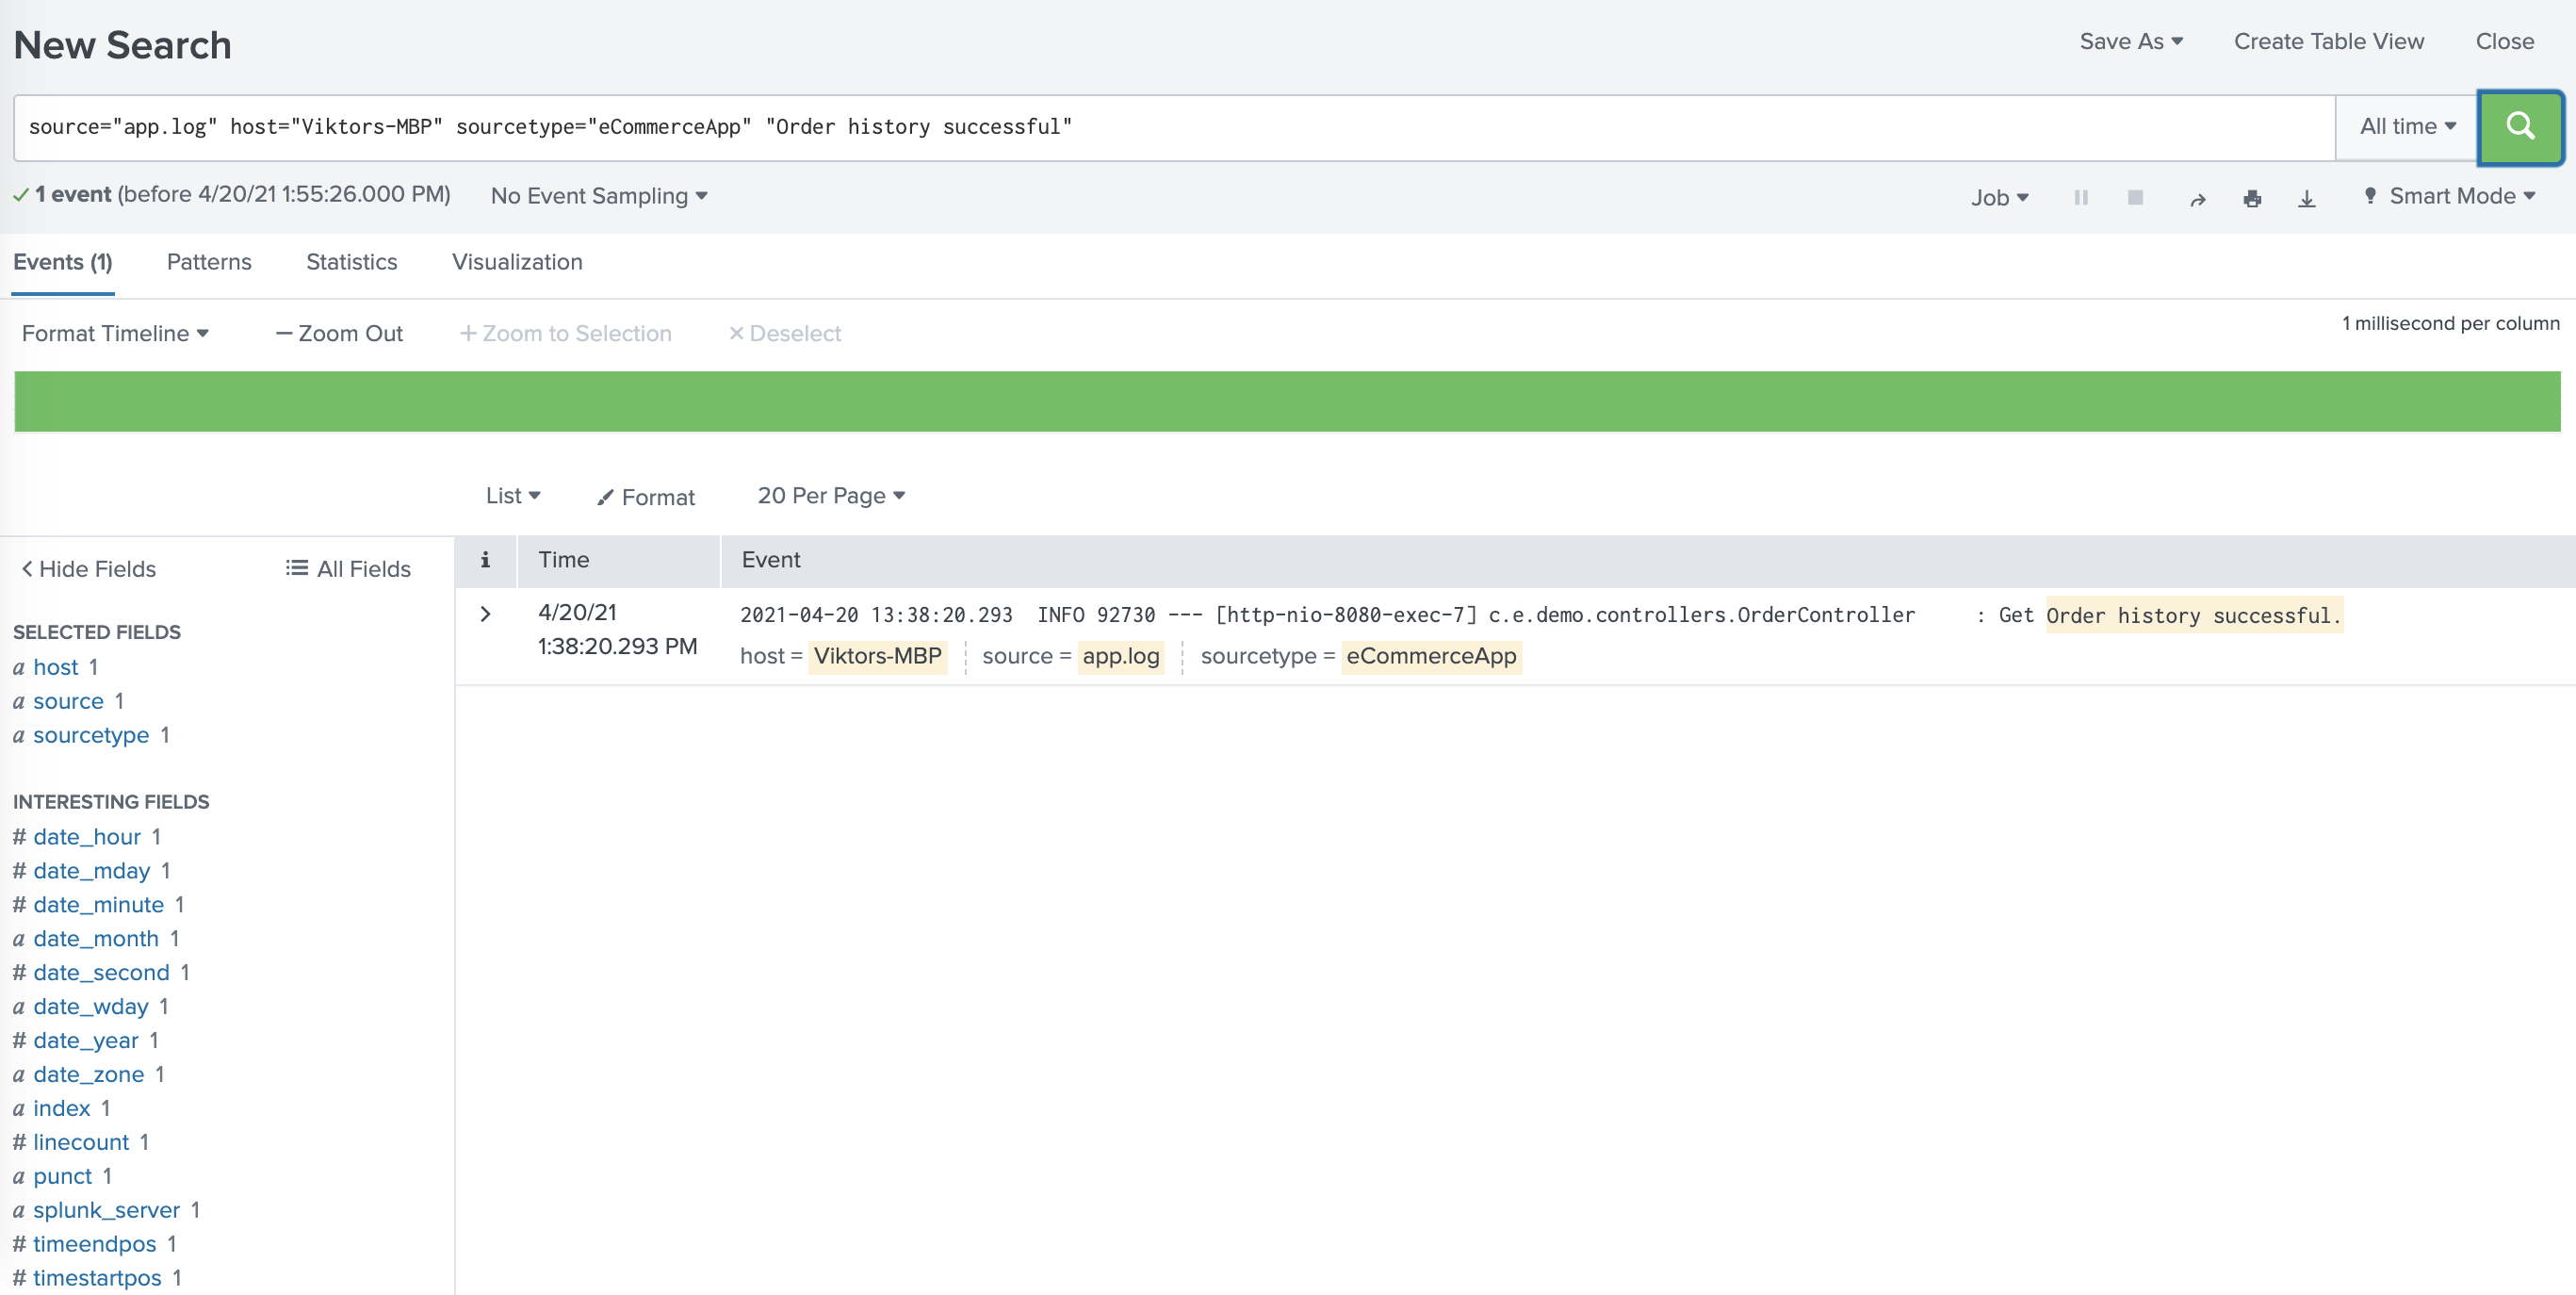 New Search
Save As Create Table View Close
source="app.log" host="Viktors-MBP" sourcetype="eCommerceApp" "Order history successful"
All time
1 event (before 4/20/21 1:55:26.000 PM) No Event Sampling
Job Smart Mode
Events (1) Patterns Statistics Visualization
Format Timeline — Zoom Out + Zoom to Selection × Deselect
1 millisecond per column
List Format 20 Per Page
< Hide Fields All Fields
i Time Event
SELECTED FIELDS
a host 1
a source 1
a sourcetype 1
INTERESTING FIELDS
# date_hour 1
# date_mday 1
# date_minute 1
a date_month 1
# date_second 1
a date_wday 1
# date_year 1
a date_zone 1
a index 1
# linecount 1
a punct 1
a splunk_server 1
# timeendpos 1
# timestartpos 1
> 4/20/21
1:38:20.293 PM
2021-04-20 13:38:20.293 INFO 92730 --- [http-nio-8080-exec-7] c.e.demo.controllers.OrderController : Get Order history successful.
host = Viktors-MBP source = app.log sourcetype = eCommerceApp